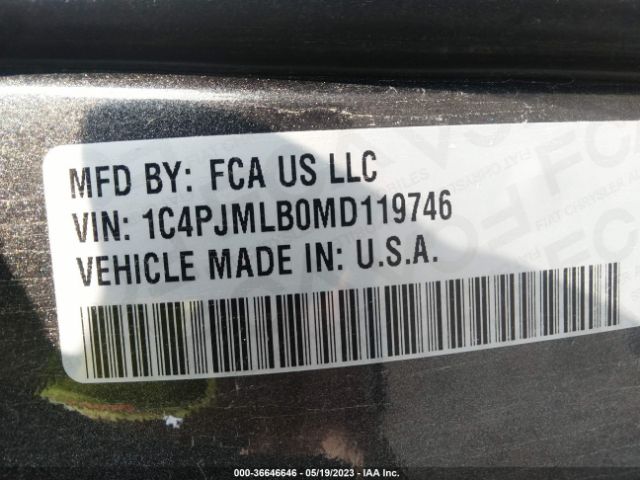 MFD BY: FCA US LLC
VIN: 1C4PJMLB0MD119746
VEHICLE MADE IN: U.S.A.
000-36646646 - 05/19/2023 - IAA Inc.